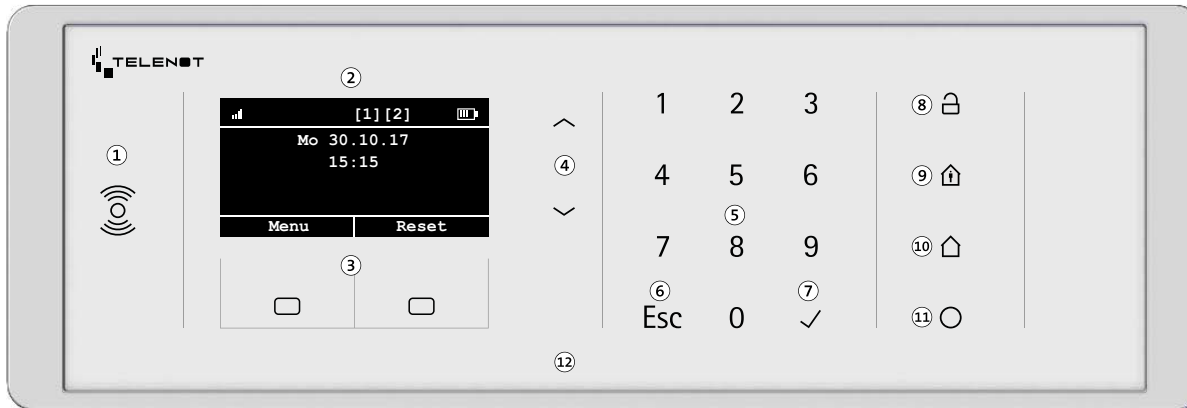 TELENOT
②
[1][2]
Mo 30.10.17
15:15
Menu Reset
③
①
④
1 2 3
4 5 6
⑤
7 8 9
⑥ ⑦
Esc 0
⑧
⑨
⑩
⑪
⑫